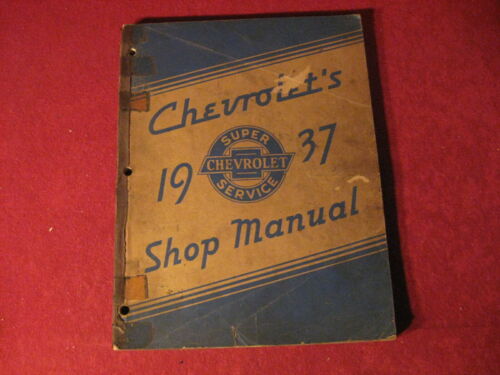 Chevrolet's
19 37
SUPER
CHEVROLET
SERVICE
Shop Manual